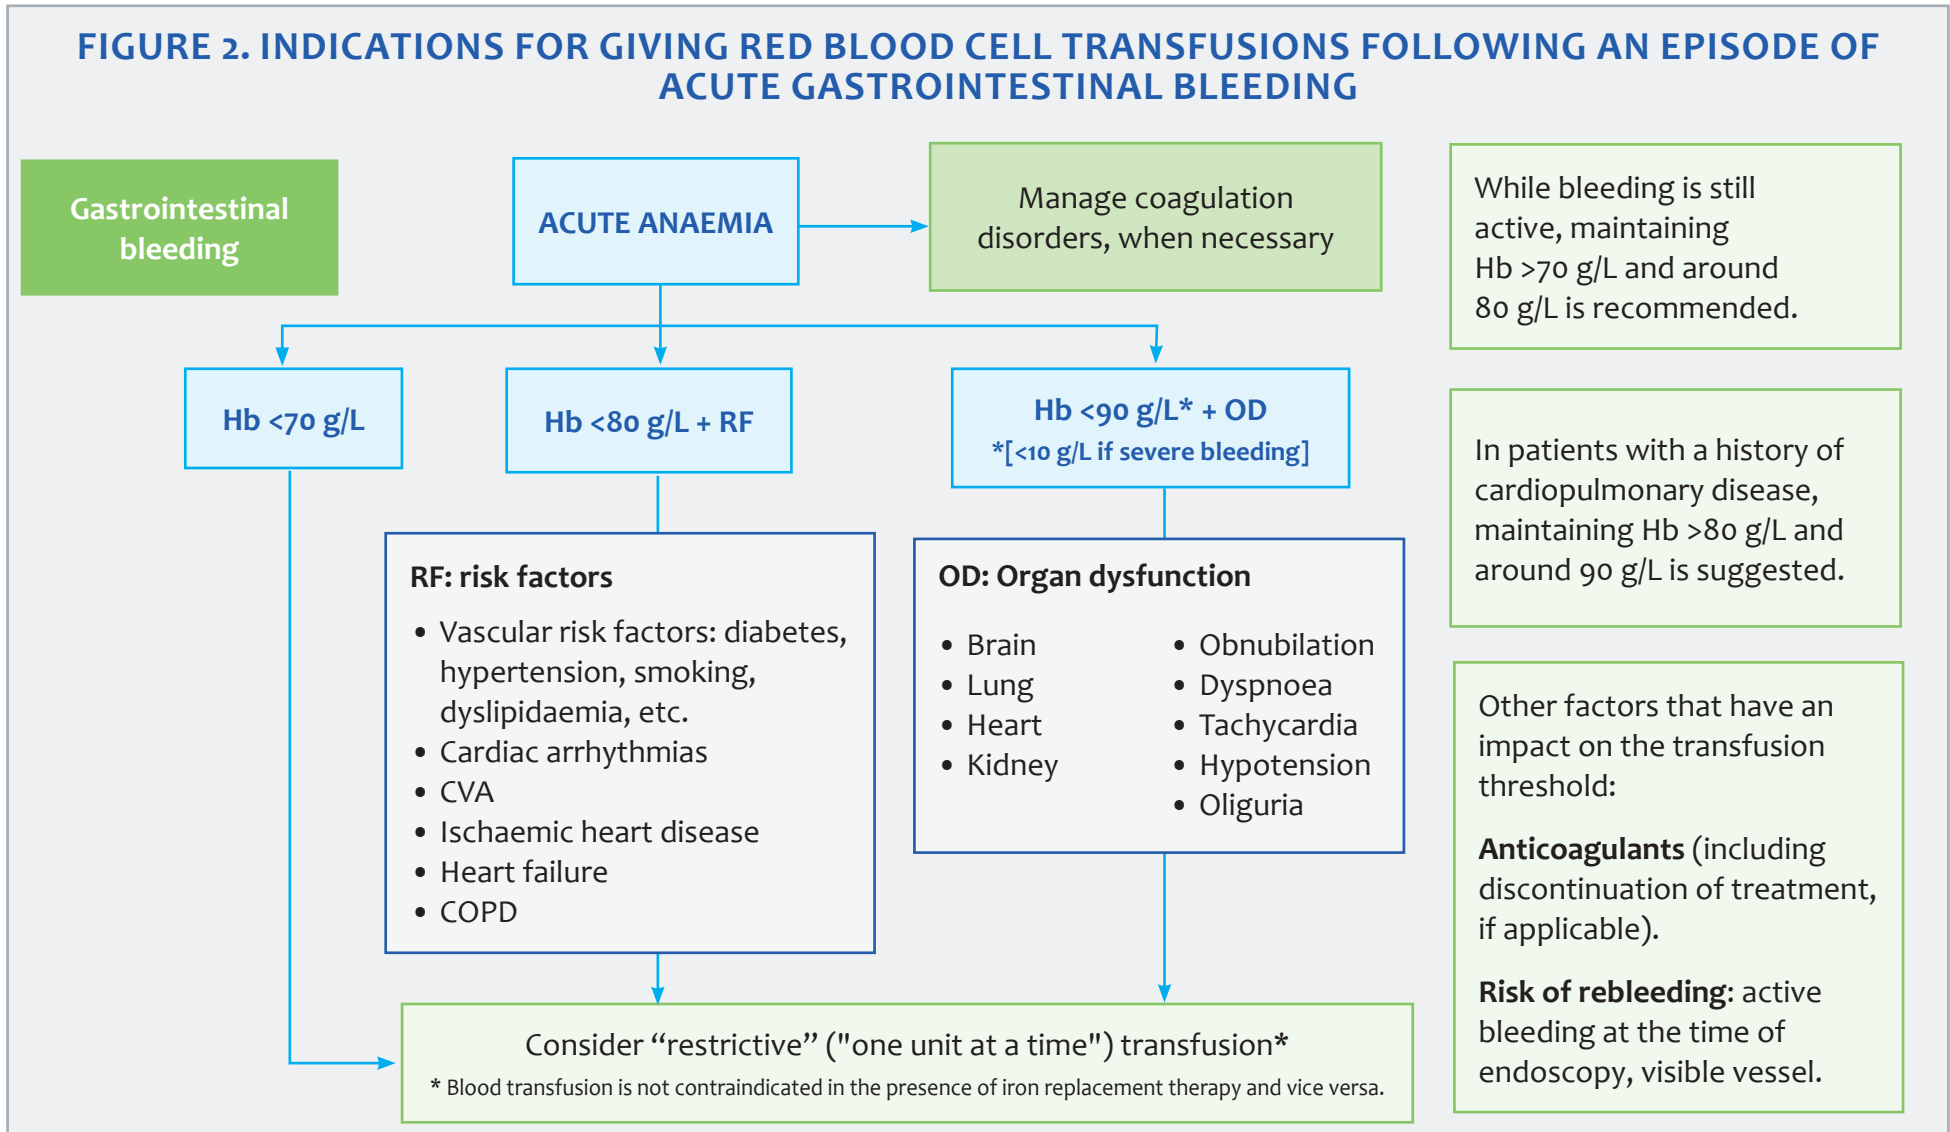 FIGURE 2. INDICATIONS FOR GIVING RED BLOOD CELL TRANSFUSIONS FOLLOWING AN EPISODE OF
ACUTE GASTROINTESTINAL BLEEDING
Gastrointestinal
bleeding
ACUTE ANAEMIA
Manage coagulation
disorders, when necessary
Hb <70 g/L
Hb <80 g/L + RF
Hb <90 g/L* + OD
*[<10 g/L if severe bleeding]
RF: risk factors
• Vascular risk factors: diabetes,
hypertension, smoking,
dyslipidaemia, etc.
• Cardiac arrhythmias
• CVA
• Ischaemic heart disease
• Heart failure
• COPD
OD: Organ dysfunction
• Brain
• Lung
• Heart
• Kidney
• Obnubilation
• Dyspnoea
• Tachycardia
• Hypotension
• Oliguria
Consider “restrictive” ("one unit at a time") transfusion*
* Blood transfusion is not contraindicated in the presence of iron replacement therapy and vice versa.
While bleeding is still
active, maintaining
Hb >70 g/L and around
80 g/L is recommended.
In patients with a history of
cardiopulmonary disease,
maintaining Hb >80 g/L and
around 90 g/L is suggested.
Other factors that have an
impact on the transfusion
threshold:
Anticoagulants (including
discontinuation of treatment,
if applicable).
Risk of rebleeding: active
bleeding at the time of
endoscopy, visible vessel.